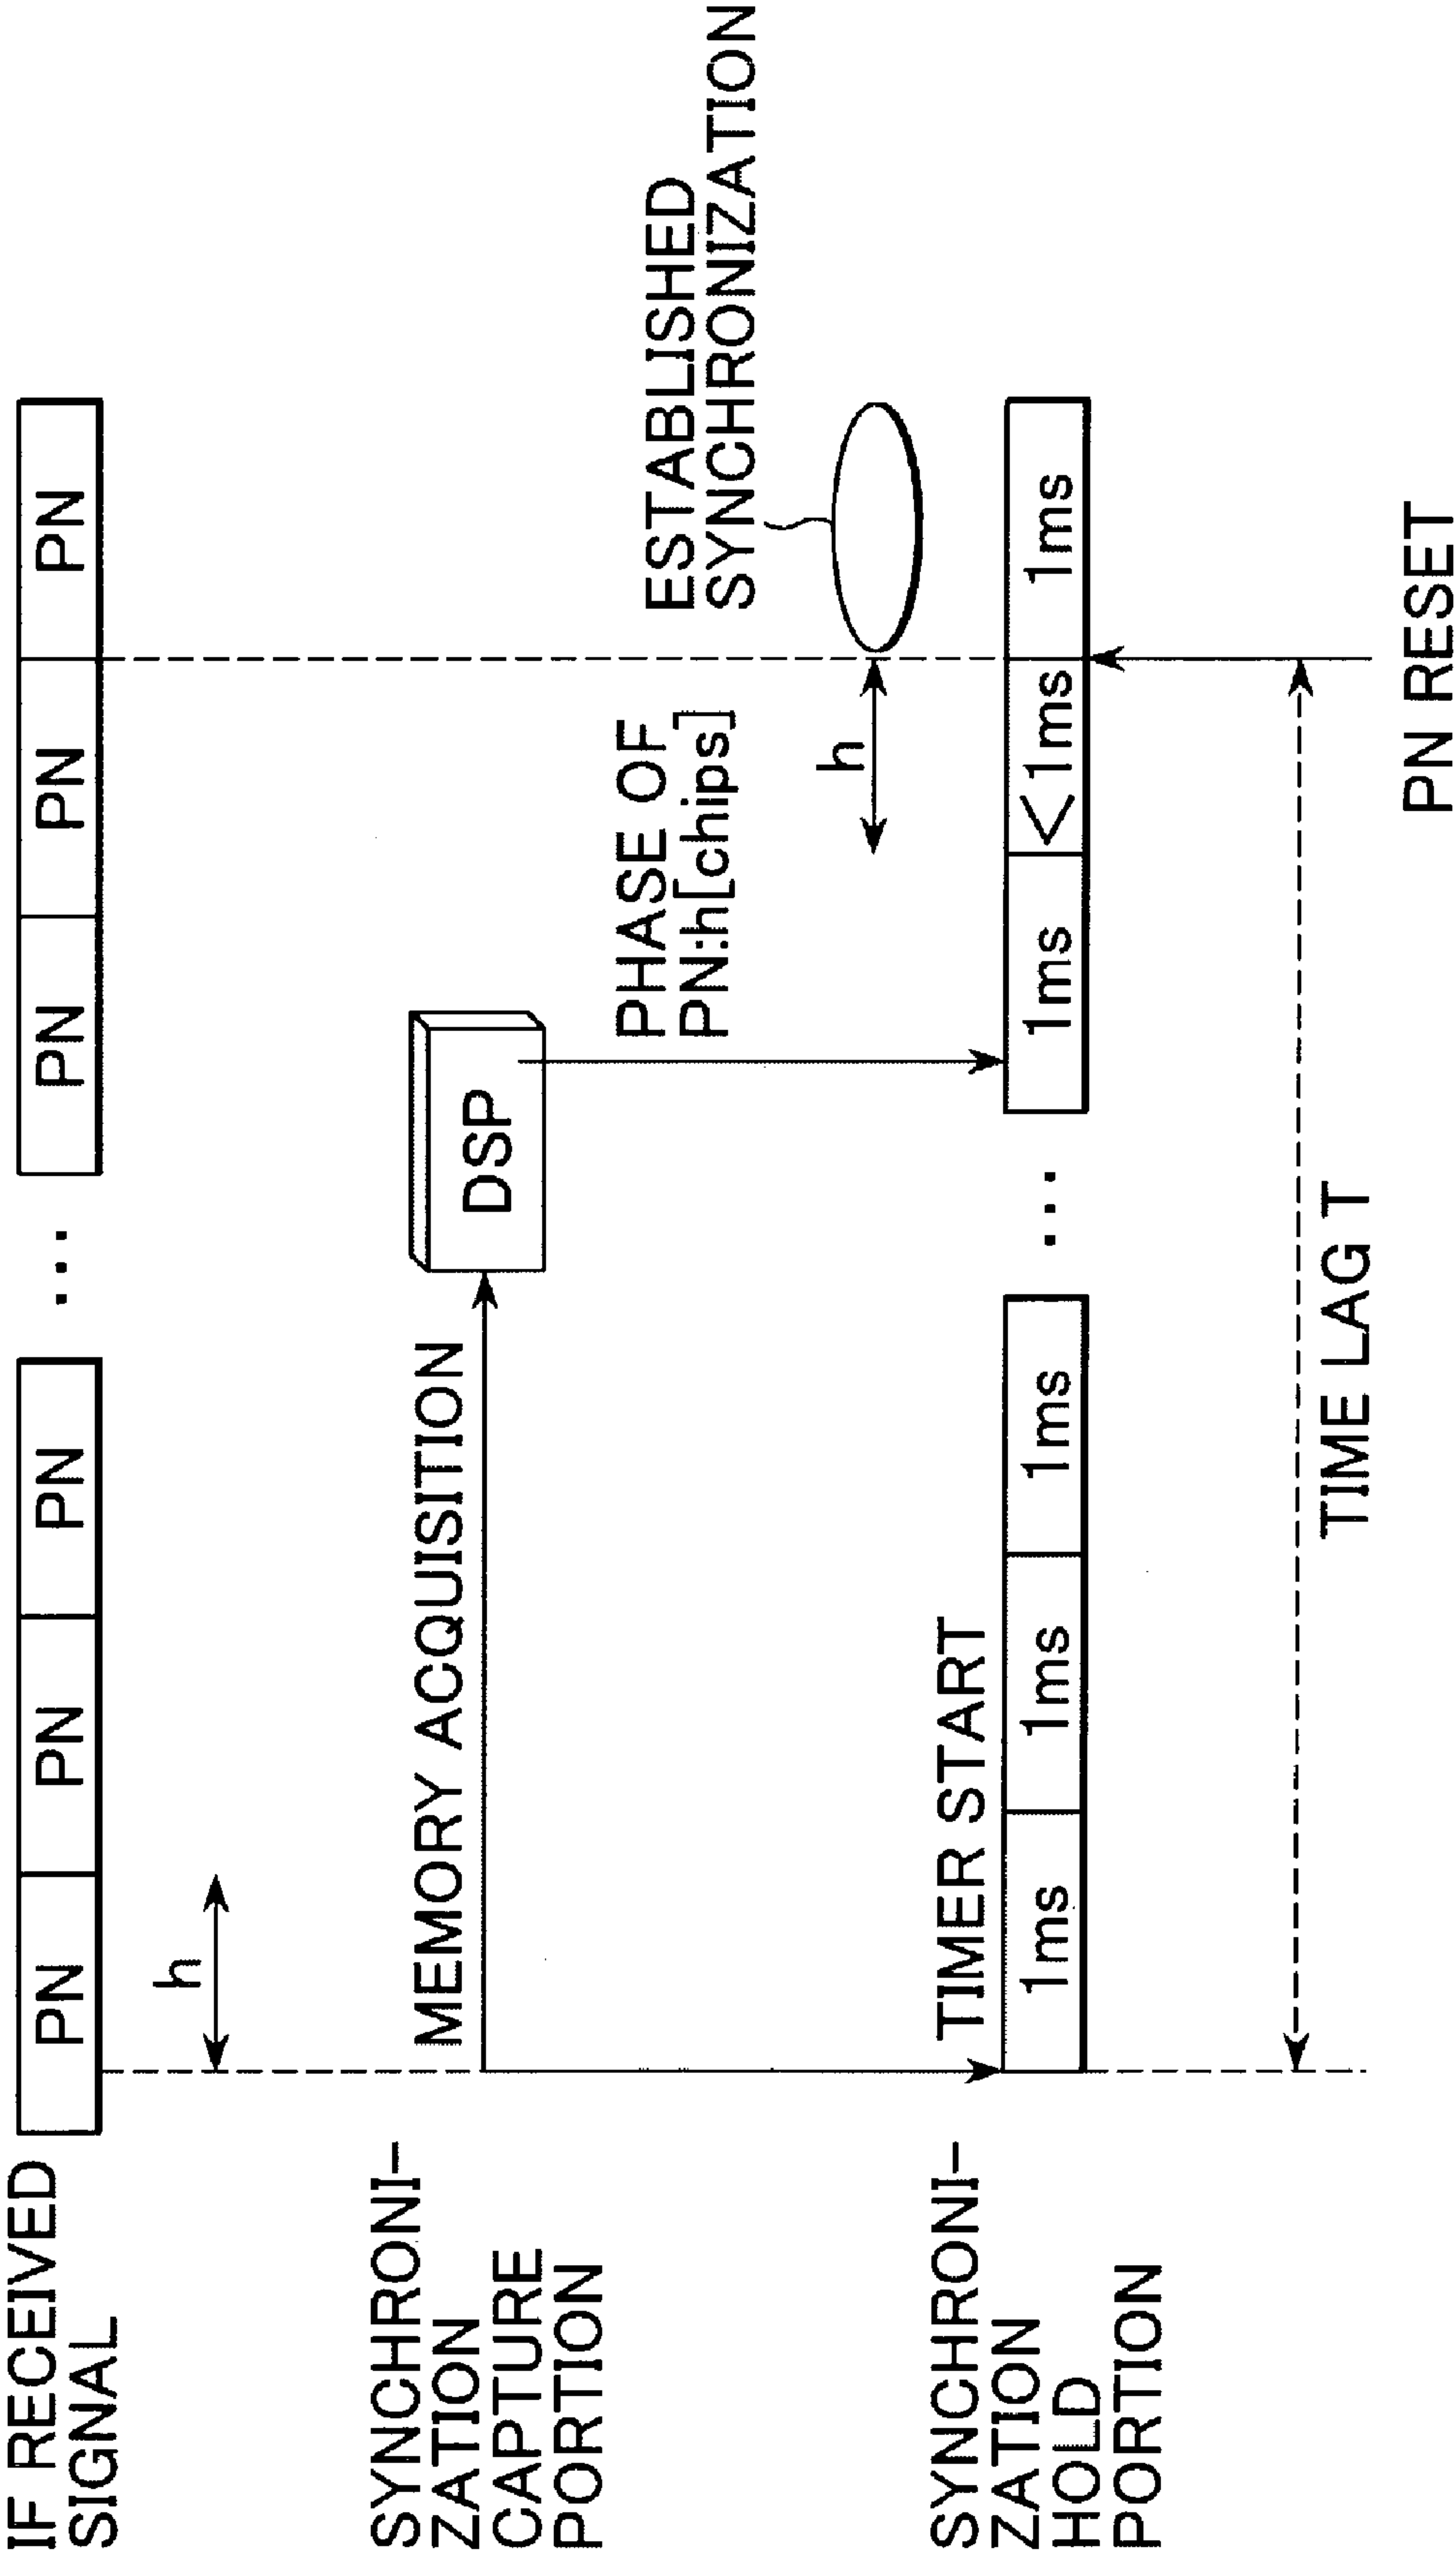 IF RECEIVED
SIGNAL
PN
PN
PN
...
PN
PN
PN
h
SYNCHRONI-
ZATION
CAPTURE
PORTION
MEMORY ACQUISITION
DSP
PHASE OF
PN:h[chips]
ESTABLISHED
SYNCHRONIZATION
h
SYNCHRONI-
ZATION
HOLD
PORTION
TIMER START
1ms
1ms
1ms
...
1ms
<1ms
1ms
TIME LAG T
PN RESET